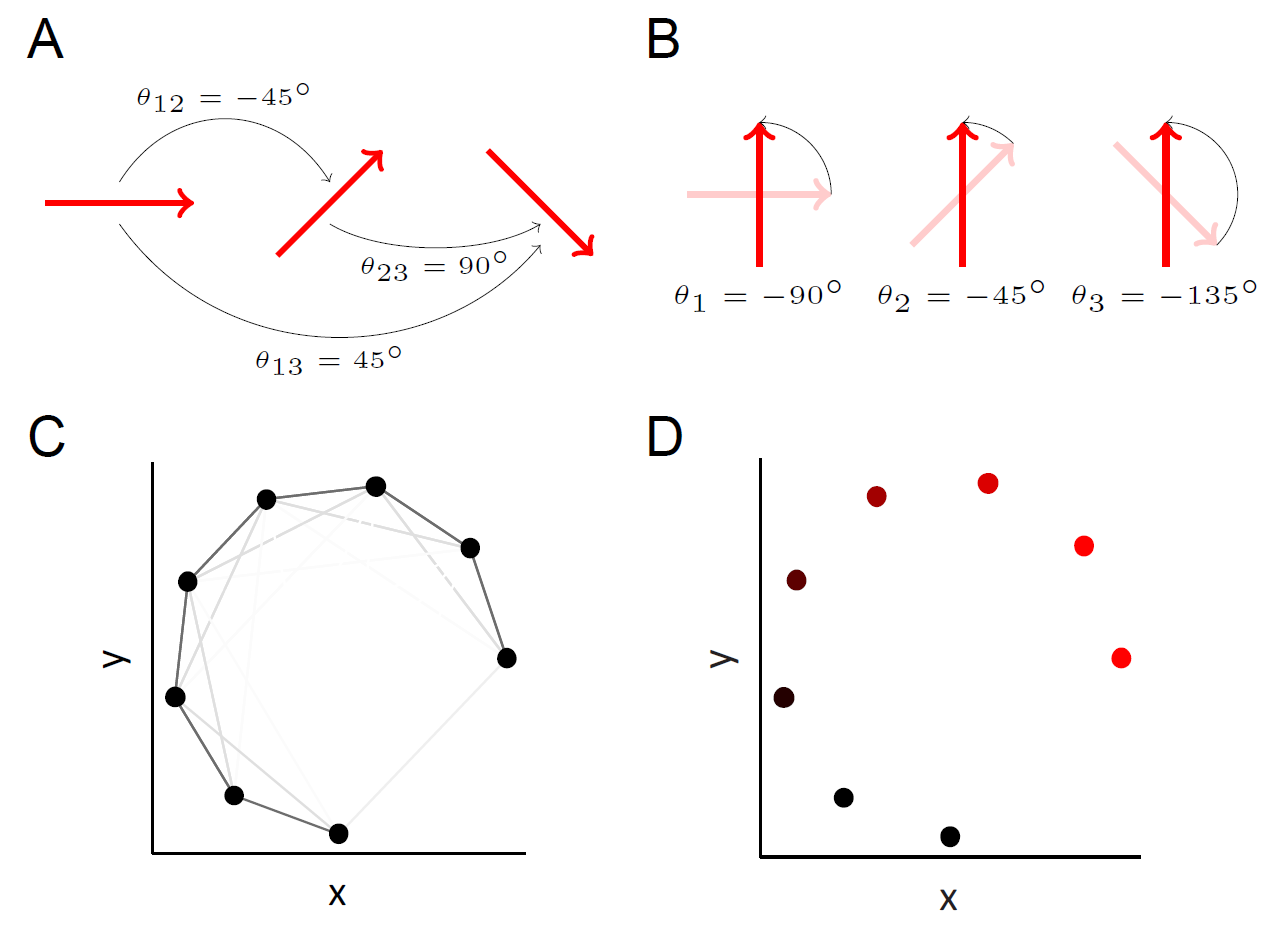 A
B
θ12 = −45°
θ23 = 90°
θ13 = 45°
θ1 = −90°
θ2 = −45°
θ3 = −135°
C
D
y
x
y
x